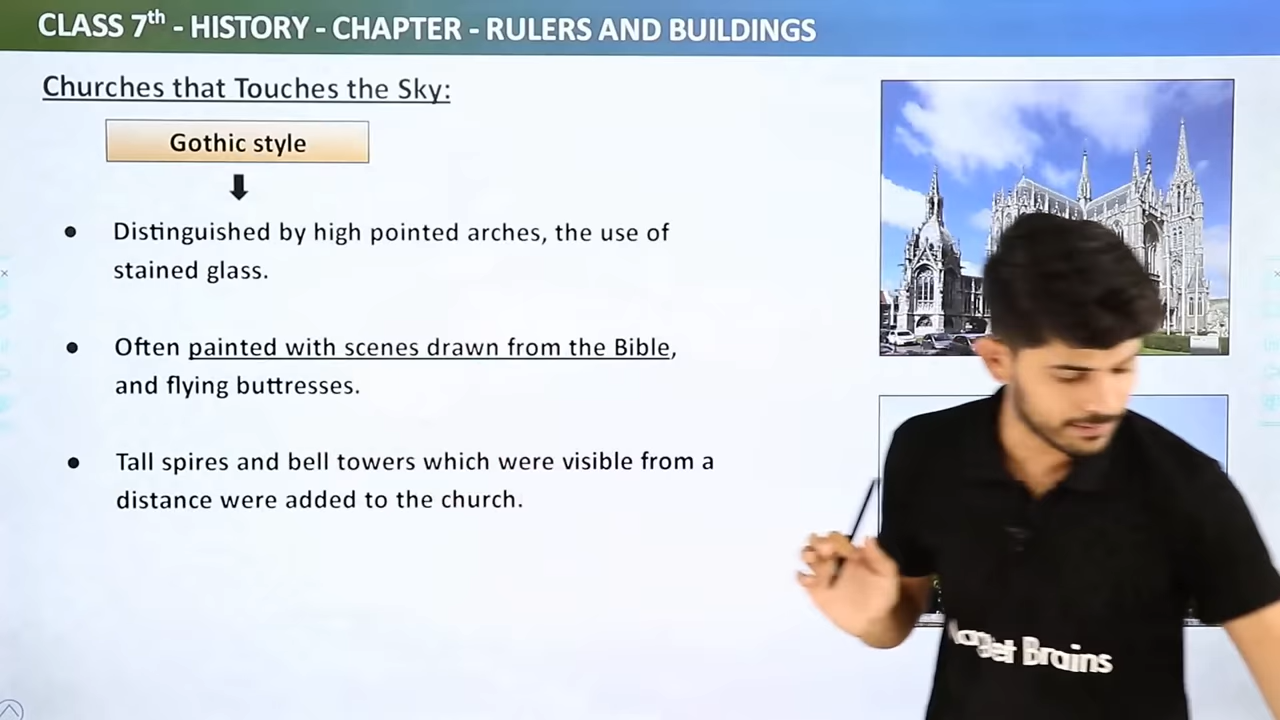 CLASS 7th - HISTORY - CHAPTER - RULERS AND BUILDINGS
Churches that Touches the Sky:
Gothic style
● Distinguished by high pointed arches, the use of
stained glass.
● Often painted with scenes drawn from the Bible,
and flying buttresses.
● Tall spires and bell towers which were visible from a
distance were added to the church.
Brains